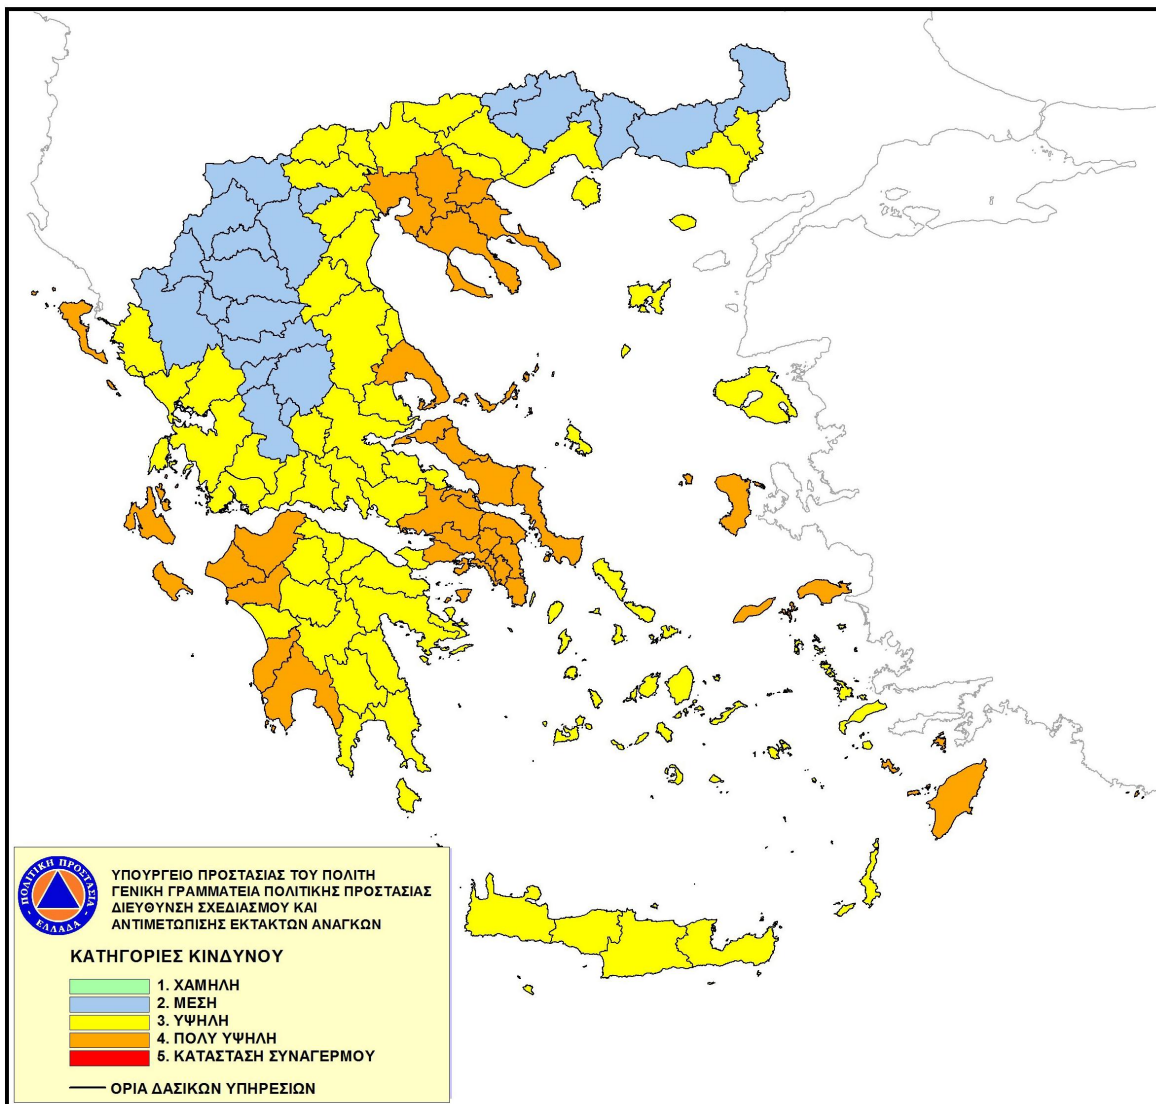 ΠΟΛΙΤΙΚΗ ΠΡΟΣΤΑΣΙΑ
ΕΛΛΑΔΑ
ΥΠΟΥΡΓΕΙΟ ΠΡΟΣΤΑΣΙΑΣ ΤΟΥ ΠΟΛΙΤΗ
ΓΕΝΙΚΗ ΓΡΑΜΜΑΤΕΙΑ ΠΟΛΙΤΙΚΗΣ ΠΡΟΣΤΑΣΙΑΣ
ΔΙΕΥΘΥΝΣΗ ΣΧΕΔΙΑΣΜΟΥ ΚΑΙ
ΑΝΤΙΜΕΤΩΠΙΣΗΣ ΕΚΤΑΚΤΩΝ ΑΝΑΓΚΩΝ
ΚΑΤΗΓΟΡΙΕΣ ΚΙΝΔΥΝΟΥ
1. ΧΑΜΗΛΗ
2. ΜΕΣΗ
3. ΥΨΗΛΗ
4. ΠΟΛΥ ΥΨΗΛΗ
5. ΚΑΤΑΣΤΑΣΗ ΣΥΝΑΓΕΡΜΟΥ
ΟΡΙΑ ΔΑΣΙΚΩΝ ΥΠΗΡΕΣΙΩΝ